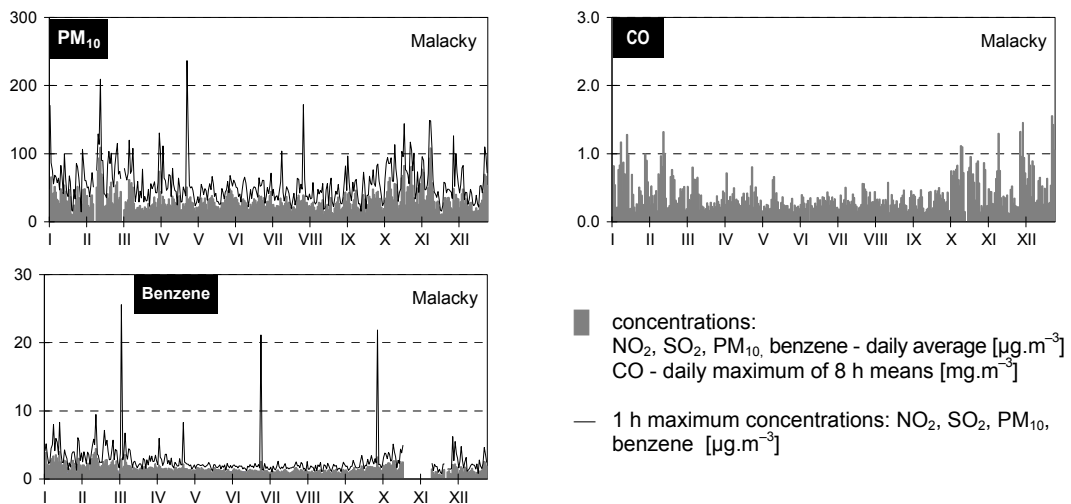 300
200
100
0
PM₁₀
Malacky
I II III IV V VI VII VIII IX X XI XII
3.0
2.0
1.0
0.0
CO
Malacky
I II III IV V VI VII VIII IX X XI XII
30
20
10
0
Benzene
Malacky
I II III IV V VI VII VIII IX X XI XII
concentrations:
NO₂, SO₂, PM₁₀, benzene - daily average [µg.m⁻³]
CO - daily maximum of 8 h means [mg.m⁻³]
— 1 h maximum concentrations: NO₂, SO₂, PM₁₀,
benzene [µg.m⁻³]